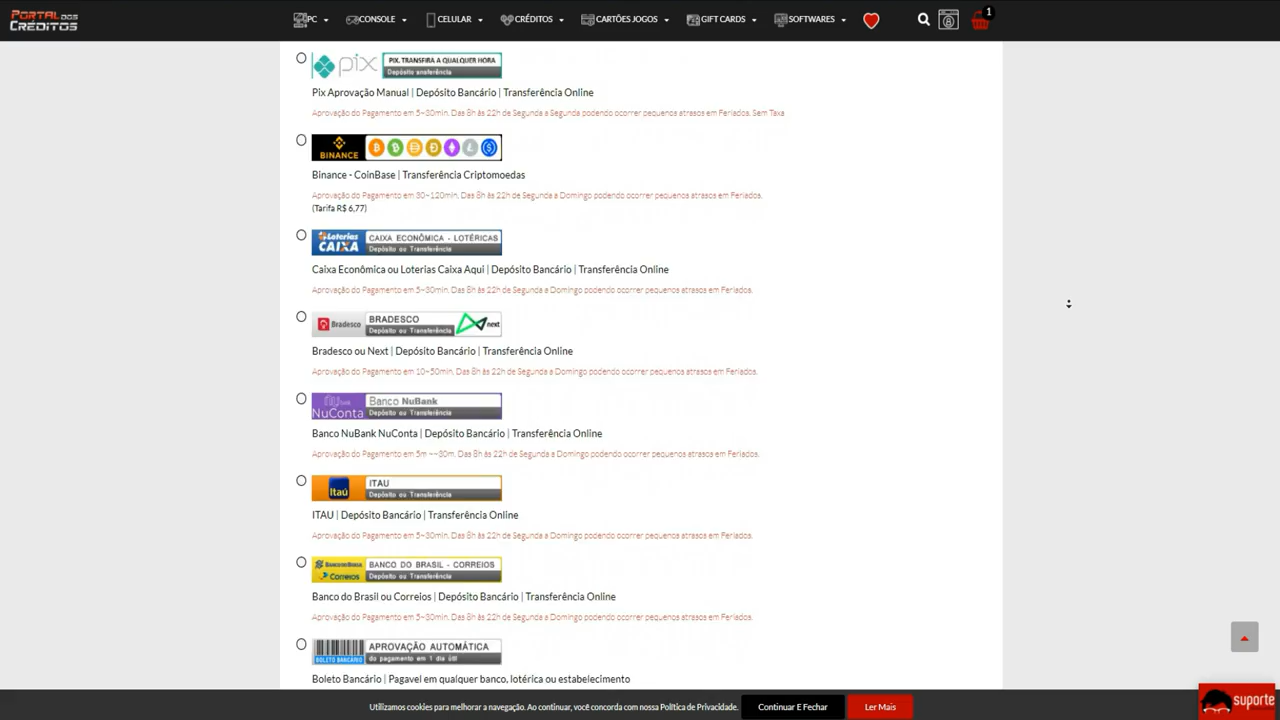 PORTAL DOS
CRÉDITOS
PC
CONSOLE
CELULAR
CRÉDITOS
CARTÕES JOGOS
GIFT CARDS
SOFTWARES
1
pix
PIX. TRANSFIRA A QUALQUER HORA
Pix Aprovação Manual | Depósito Bancário | Transferência Online
Aprovação do Pagamento em 5~30min. Das 8h às 22h de Segunda a Segunda podendo ocorrer pequenos atrasos em Feriados. Sem Taxa
BINANCE
Binance - CoinBase | Transferência Criptomoedas
Aprovação do Pagamento em 30~120min. Das 8h às 22h de Segunda a Domingo podendo ocorrer pequenos atrasos em Feriados.
(Tarifa R$ 6,77)
Loterias
CAIXA
CAIXA ECONÔMICA - LOTÉRICAS
Depósito ou Transferência
Caixa Econômica ou Loterias Caixa Aqui | Depósito Bancário | Transferência Online
Aprovação do Pagamento em 5~30min. Das 8h às 22h de Segunda a Domingo podendo ocorrer pequenos atrasos em Feriados.
Bradesco
BRADESCO
Depósito ou Transferência
next
Bradesco ou Next | Depósito Bancário | Transferência Online
Aprovação do Pagamento em 10~50min. Das 8h às 22h de Segunda a Domingo podendo ocorrer pequenos atrasos em Feriados.
NuConta
Banco NuBank
Depósito ou Transferência
Banco NuBank NuConta | Depósito Bancário | Transferência Online
Aprovação do Pagamento em 5m ~~30m. Das 8h às 22h de Segunda a Domingo podendo ocorrer pequenos atrasos em Feriados.
Itaú
ITAU
Depósito ou Transferência
ITAU | Depósito Bancário | Transferência Online
Aprovação do Pagamento em 5~30min. Das 8h às 22h de Segunda a Domingo podendo ocorrer pequenos atrasos em Feriados.
BANCO DO BRASIL
Correios
BANCO DO BRASIL - CORREIOS
Depósito ou Transferência
Banco do Brasil ou Correios | Depósito Bancário | Transferência Online
Aprovação do Pagamento em 5~30min. Das 8h às 22h de Segunda a Domingo podendo ocorrer pequenos atrasos em Feriados.
BOLETO BANCÁRIO
APROVAÇÃO AUTOMÁTICA
do pagamento em 1 dia útil
Boleto Bancário | Pagavel em qualquer banco, lotérica ou estabelecimento
Utilizamos cookies para melhorar a navegação. Ao continuar, você concorda com nossa Política de Privacidade.
Continuar E Fechar
Ler Mais
suporte